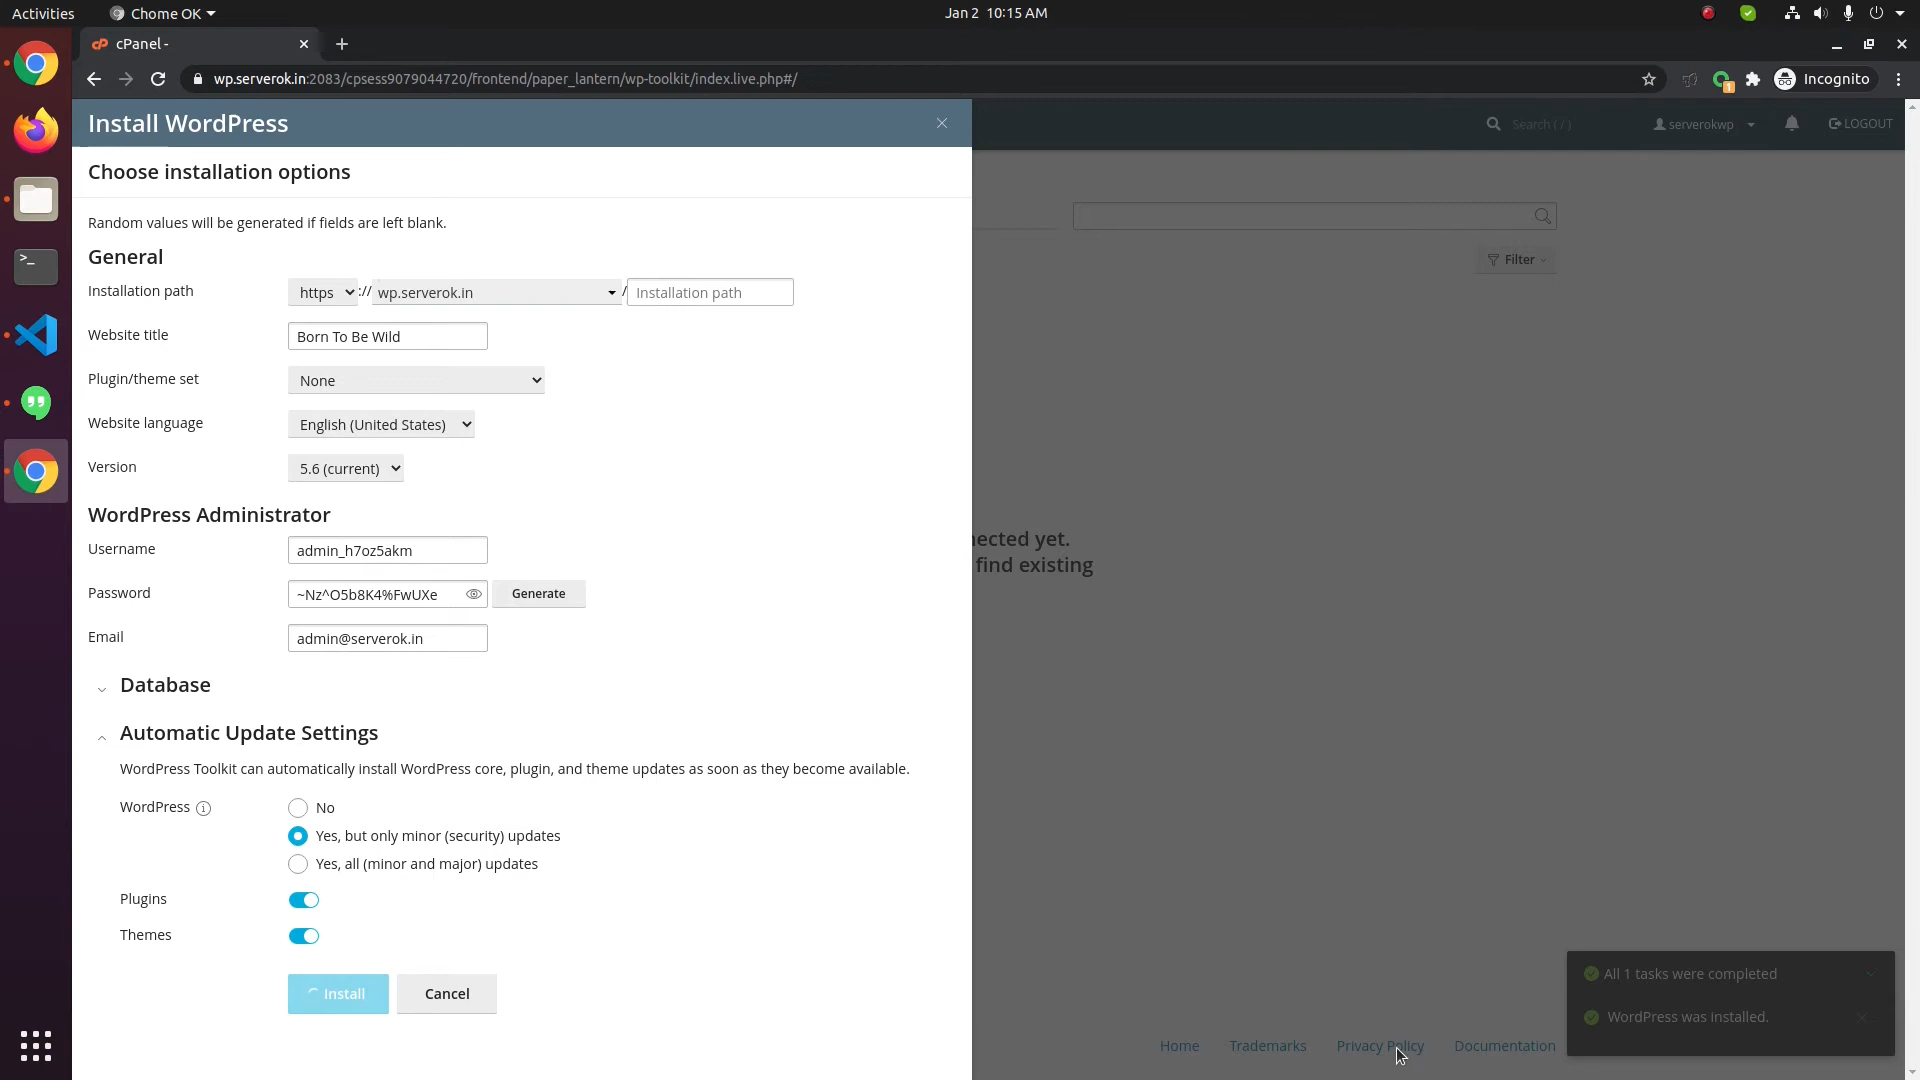 Activities
Chome OK
Jan 2 10:15 AM
cPanel -
wp.serverok.in:2083/cpsess9079044720/frontend/paper_lantern/wp-toolkit/index.live.php#/
1
Incognito
Install WordPress
Search ( / )
serverokwp
LOGOUT
Choose installation options
Random values will be generated if fields are left blank.
General
Filter
Installation path
https :// wp.serverok.in / Installation path
Website title
Born To Be Wild
Plugin/theme set
None
Website language
English (United States)
Version
5.6 (current)
WordPress Administrator
nected yet.
find existing
Username
admin_h7oz5akm
Password
~Nz^O5b8K4%FwUXe
Generate
Email
admin@serverok.in
Database
Automatic Update Settings
WordPress Toolkit can automatically install WordPress core, plugin, and theme updates as soon as they become available.
WordPress
No
Yes, but only minor (security) updates
Yes, all (minor and major) updates
Plugins
Themes
Install
Cancel
All 1 tasks were completed
WordPress was installed.
Home
Trademarks
Privacy Policy
Documentation